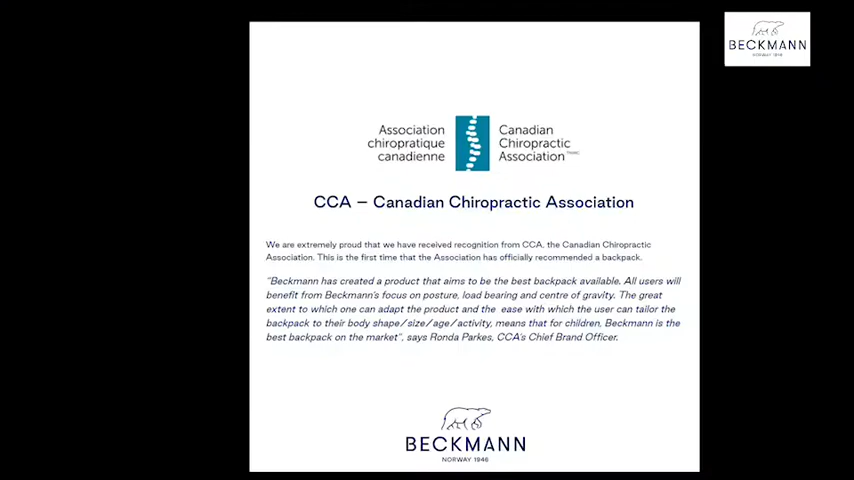 BECKMANN
NORWAY 1946
Association
chiropratique
canadienne
Canadian
Chiropractic
Association
CCA – Canadian Chiropractic Association
We are extremely proud that we have received recognition from CCA, the Canadian Chiropractic
Association. This is the first time that the Association has officially recommended a backpack.
"Beckmann has created a product that aims to be the best backpack available. All users will
benefit from Beckmann's focus on posture, load bearing and centre of gravity. The great
extent to which one can adapt the product and the ease with which the user can tailor the
backpack to their body shape/size/age/activity, means that for children, Beckmann is the
best backpack on the market", says Ronda Parkes, CCA's Chief Brand Officer.
BECKMANN
NORWAY 1946